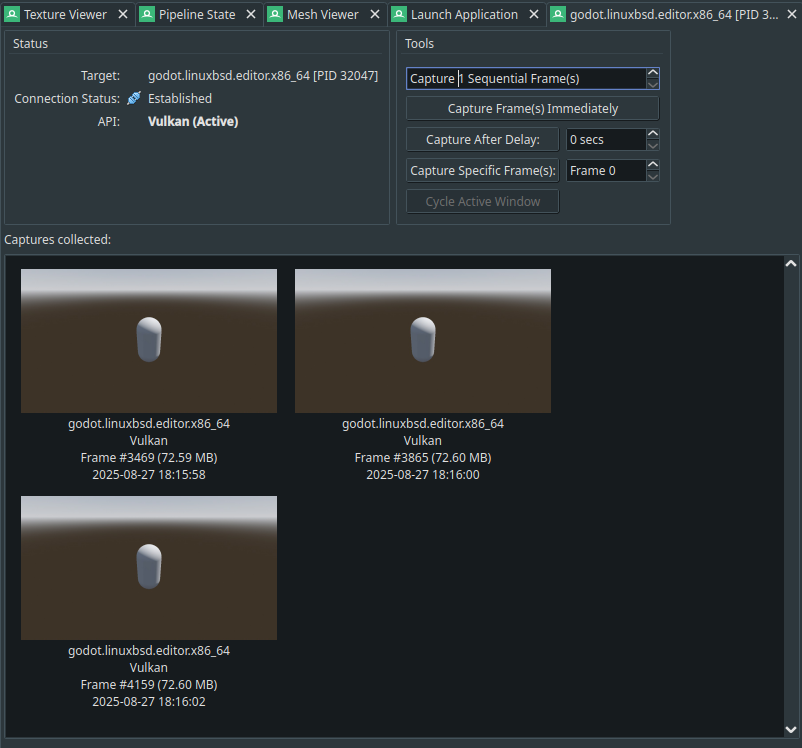 Texture Viewer
Pipeline State
Mesh Viewer
Launch Application
godot.linuxbsd.editor.x86_64 [PID 3...
Status
Target: godot.linuxbsd.editor.x86_64 [PID 32047]
Connection Status: Established
API: Vulkan (Active)
Tools
Capture 1 Sequential Frame(s)
Capture Frame(s) Immediately
Capture After Delay: 0 secs
Capture Specific Frame(s): Frame 0
Cycle Active Window
Captures collected:
godot.linuxbsd.editor.x86_64
Vulkan
Frame #3469 (72.59 MB)
2025-08-27 18:15:58
godot.linuxbsd.editor.x86_64
Vulkan
Frame #3865 (72.60 MB)
2025-08-27 18:16:00
godot.linuxbsd.editor.x86_64
Vulkan
Frame #4159 (72.60 MB)
2025-08-27 18:16:02